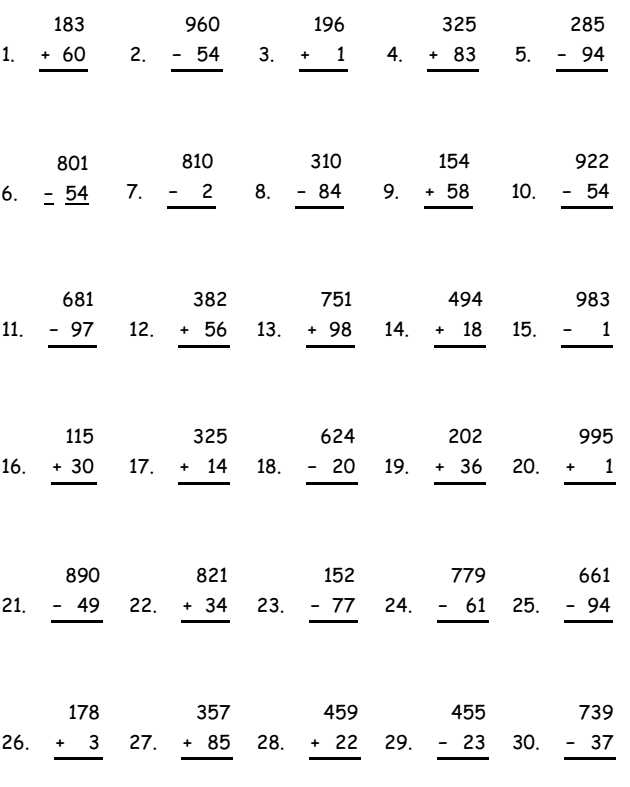 183 960 196 325 285
1. + 60 2. − 54 3. + 1 4. + 83 5. − 94
801 810 310 154 922
6. − 54 7. − 2 8. − 84 9. + 58 10. − 54
681 382 751 494 983
11. − 97 12. + 56 13. + 98 14. + 18 15. − 1
115 325 624 202 995
16. + 30 17. + 14 18. − 20 19. + 36 20. + 1
890 821 152 779 661
21. − 49 22. + 34 23. − 77 24. − 61 25. − 94
178 357 459 455 739
26. + 3 27. + 85 28. + 22 29. − 23 30. − 37